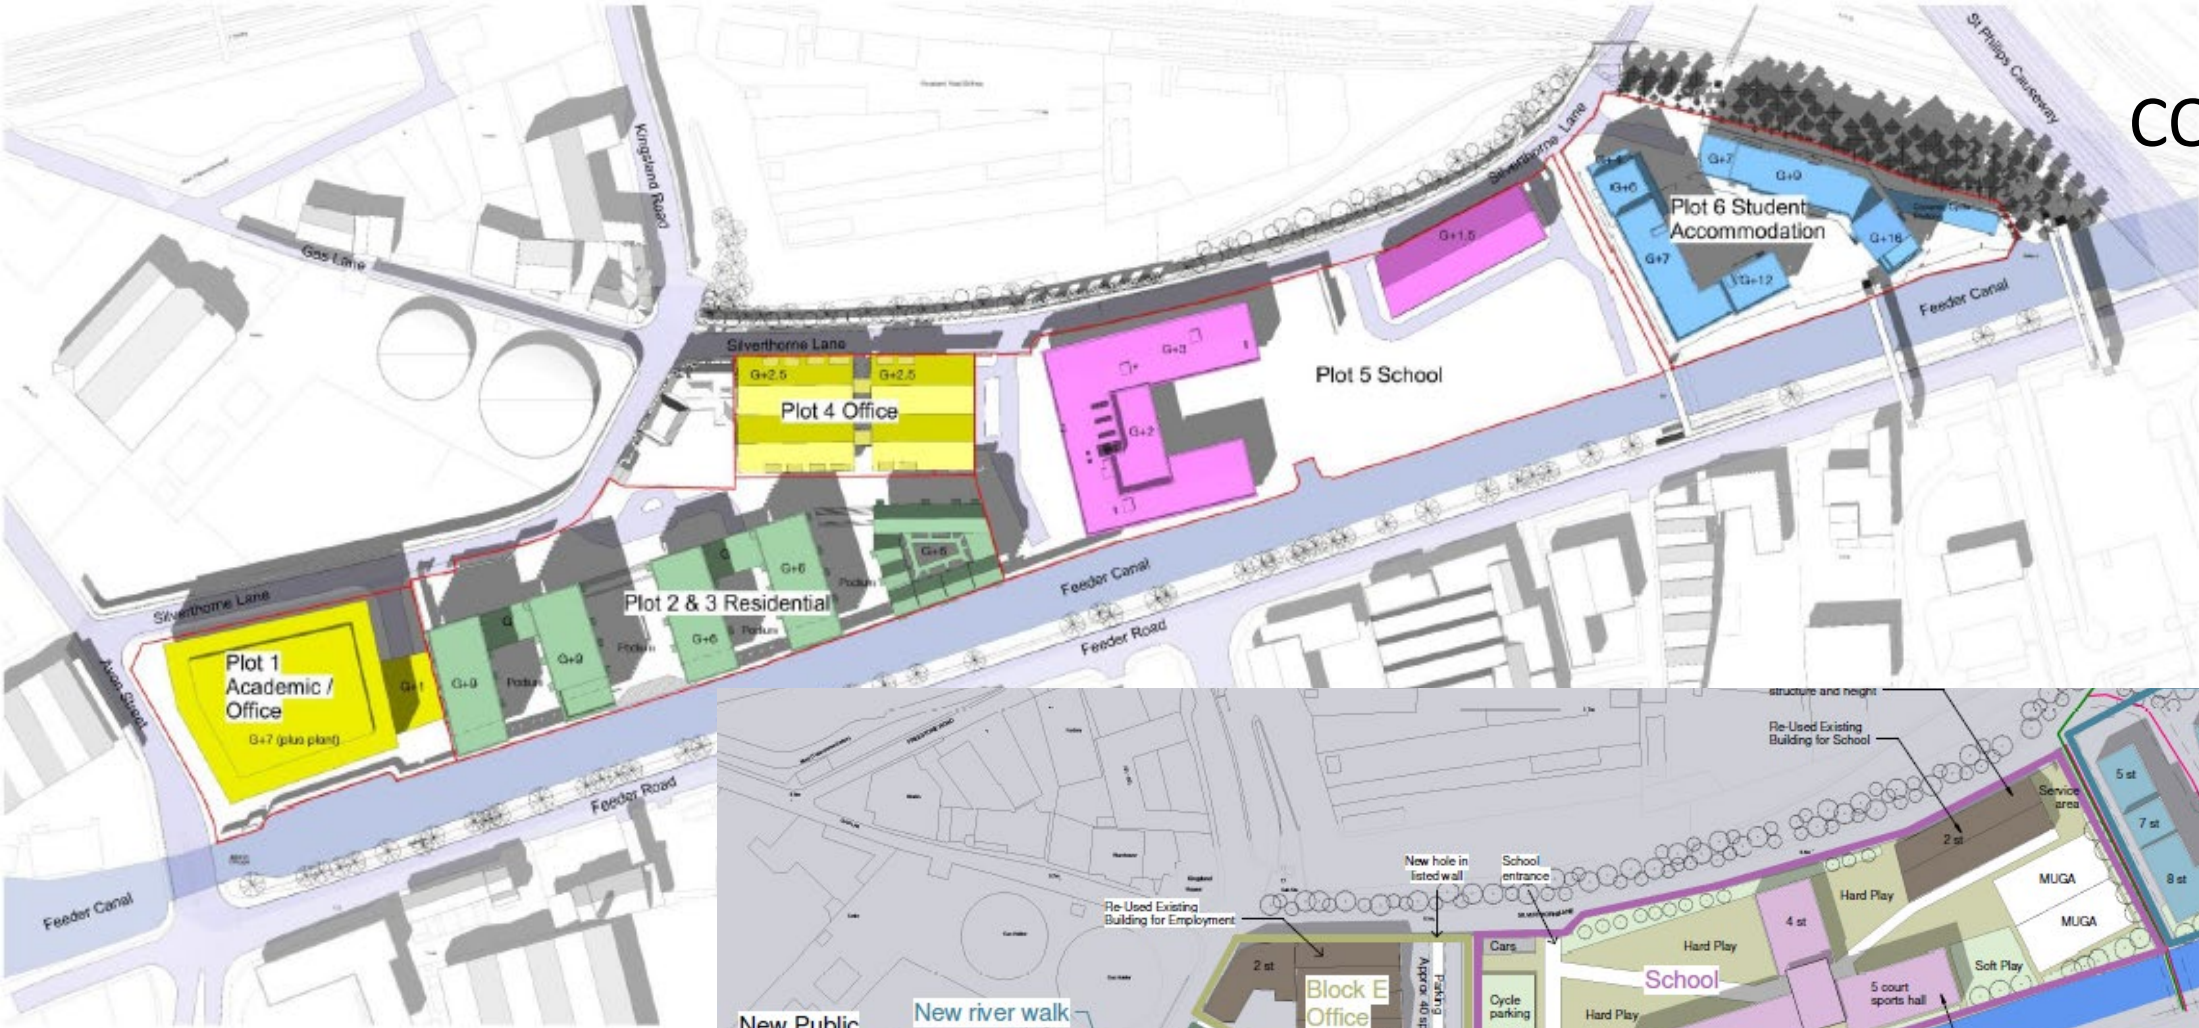 St Philips Causeway
CO
Kingsland Road
Silverthorne Lane
G+4
G+6
G+7
G+9
Plot 6 Student
Accommodation
G+16
G+7
G+12
Gas Lane
G+1.5
Feeder Canal
Silverthorne Lane
G+2.5
G+2.5
Plot 4 Office
G+3
G+2
Plot 5 School
G+6
G+6
Podium
Feeder Canal
Silverthorne Lane
Plot 2 & 3 Residential
G
G
G+6
Podium
Podium
Feeder Road
Avon Street
Plot 1
Academic /
Office
G+1
G+9
G+9
Podium
G+7 (plus plant)
Feeder Road
Feeder Canal
structure and height
Re-Used Existing
Building for School
Service
area
5 st
7 st
8 st
2 st
MUGA
MUGA
Hard Play
New hole in
listed wall
School
entrance
Re-Used Existing
Building for Employment
4 st
Cars
Hard Play
2 st
School
Soft Play
Block E
Office
Parking
Cycle
parking
5 court
sports hall
Hard Play
New river walk
New Public